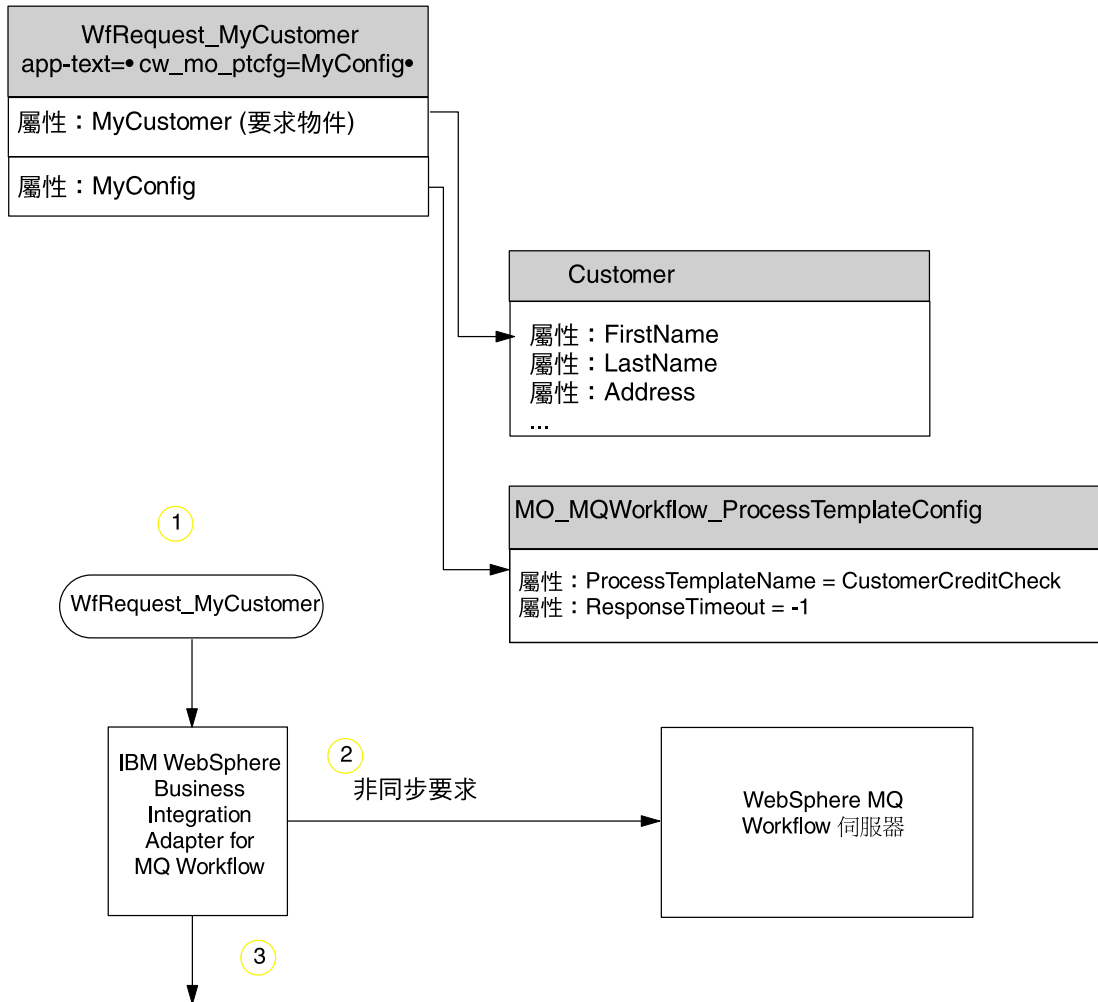 WfRequest_MyCustomer
app-text=• cw_mo_ptcfg=MyConfig•
屬性：MyCustomer (要求物件)
屬性：MyConfig
Customer
屬性：FirstName
屬性：LastName
屬性：Address
...
MO_MQWorkflow_ProcessTemplateConfig
屬性：ProcessTemplateName = CustomerCreditCheck
屬性：ResponseTimeout = -1
1
WfRequest_MyCustomer
IBM WebSphere
Business
Integration
Adapter for
MQ Workflow
2
非同步要求
WebSphere MQ
Workflow 伺服器
3